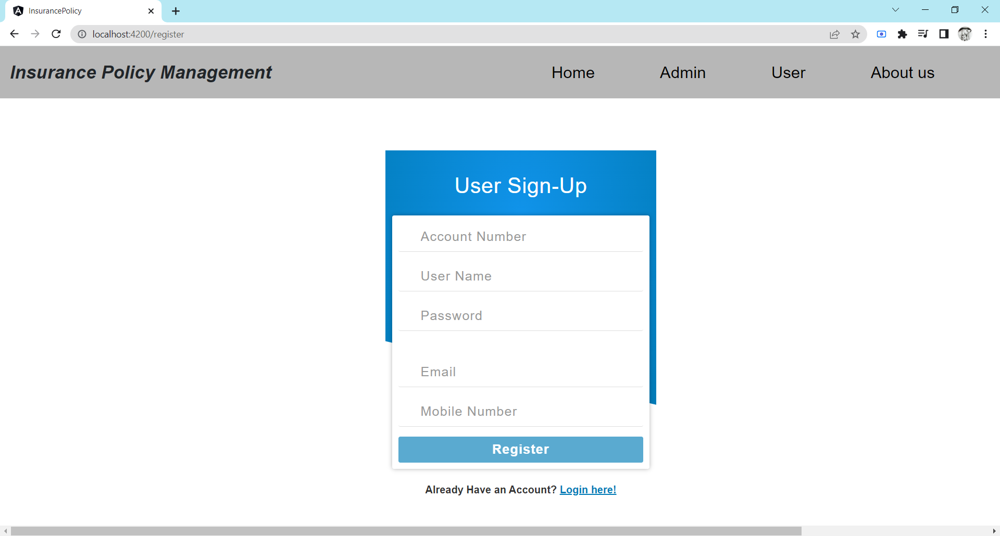 InsurancePolicy
localhost:4200/register
Insurance Policy Management
Home
Admin
User
About us
User Sign-Up
Account Number
User Name
Password
Email
Mobile Number
Register
Already Have an Account? Login here!